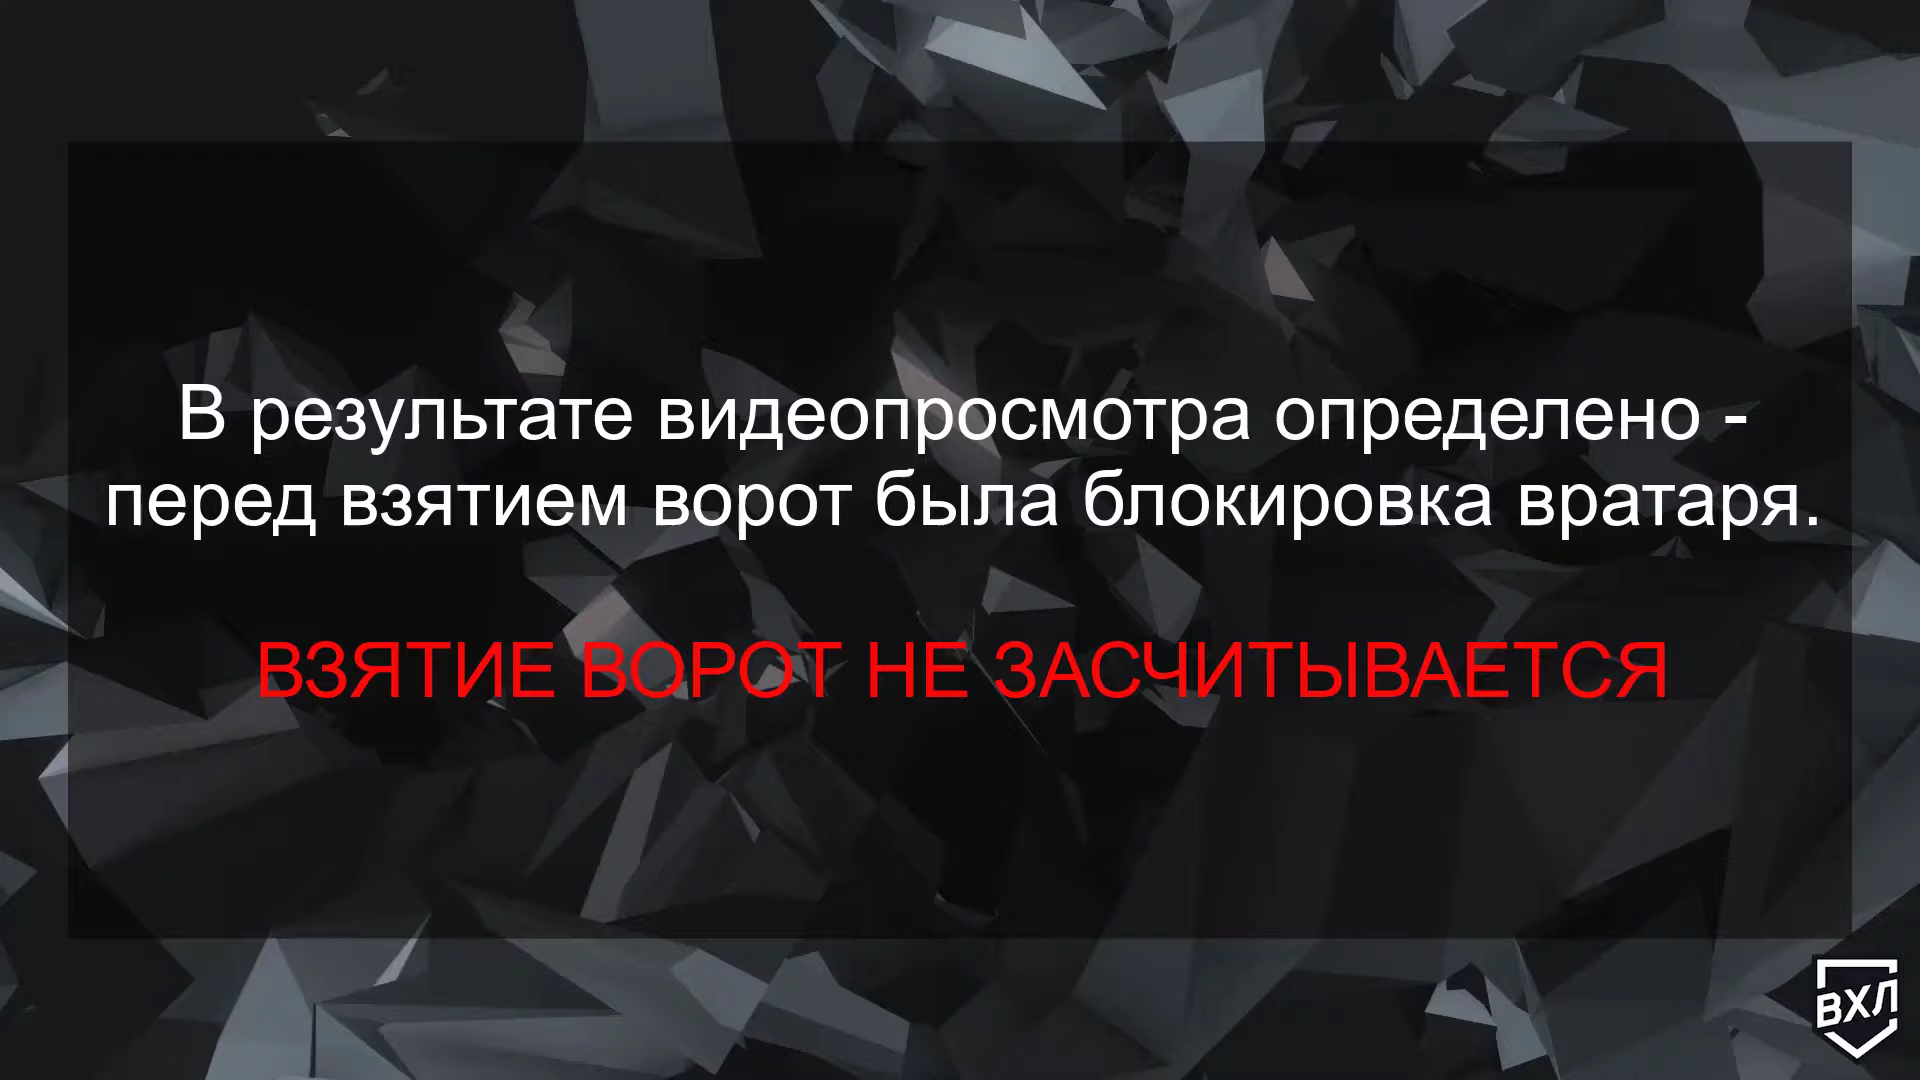 В результате видеопросмотра определено -
перед взятием ворот была блокировка вратаря.
ВЗЯТИЕ ВОРОТ НЕ ЗАСЧИТЫВАЕТСЯ
ВХЛ